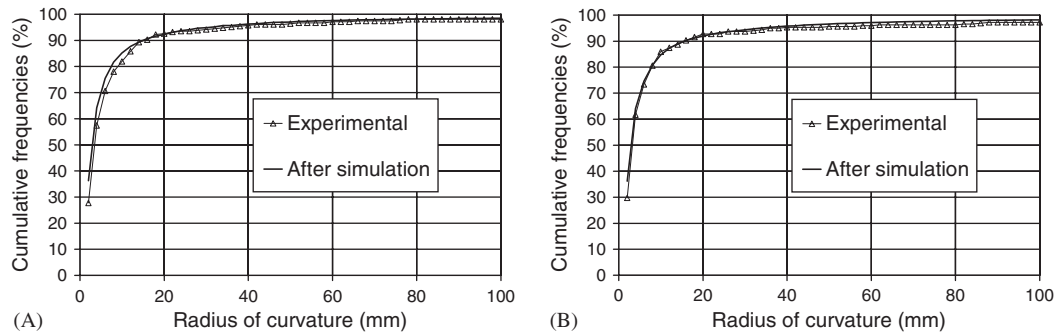 Cumulative frequencies (%)
100
90
80
70
60
50
40
30
20
10
0
Experimental
After simulation
0 20 40 60 80 100
Radius of curvature (mm)
(A)
Cumulative frequencies (%)
100
90
80
70
60
50
40
30
20
10
0
Experimental
After simulation
0 20 40 60 80 100
Radius of curvature (mm)
(B)